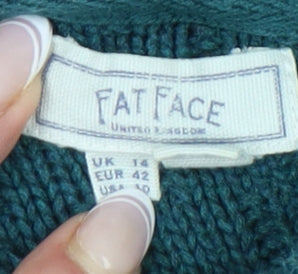 FAT FACE
UNITED KINGDOM
UK 14
EUR 42
USA 10